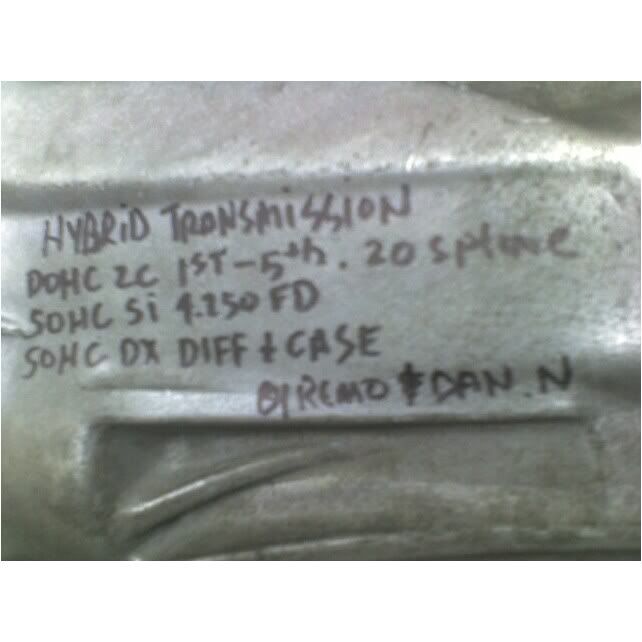 HYBRiD TRANSMiSSION
DOHC ZC 1ST-5th. 20 spline
SOHC Si 4.250 FD
SOHC DX DIFF & CASE
By REMO & DAN. N